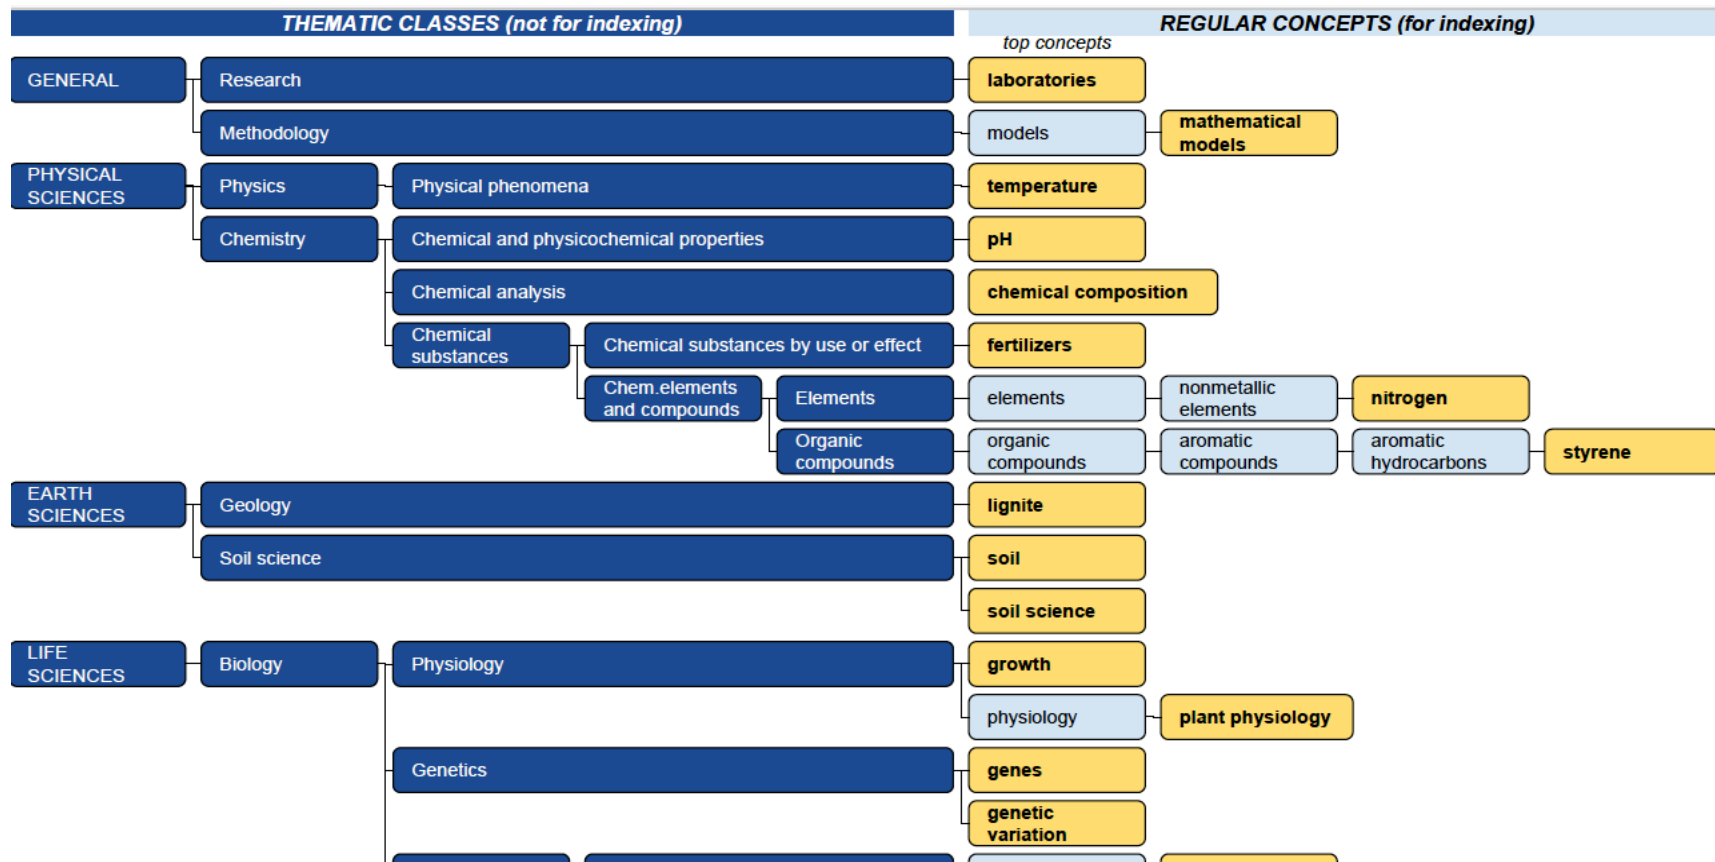 THEMATIC CLASSES (not for indexing)
REGULAR CONCEPTS (for indexing)
top concepts
GENERAL
Research
laboratories
Methodology
models
mathematical
models
PHYSICAL
SCIENCES
Physics
Physical phenomena
temperature
Chemistry
Chemical and physicochemical properties
pH
Chemical analysis
chemical composition
Chemical
substances
Chemical substances by use or effect
fertilizers
Chem.elements
and compounds
Elements
elements
nonmetallic
elements
nitrogen
Organic
compounds
organic
compounds
aromatic
compounds
aromatic
hydrocarbons
styrene
EARTH
SCIENCES
Geology
lignite
Soil science
soil
soil science
LIFE
SCIENCES
Biology
Physiology
growth
physiology
plant physiology
Genetics
genes
genetic
variation